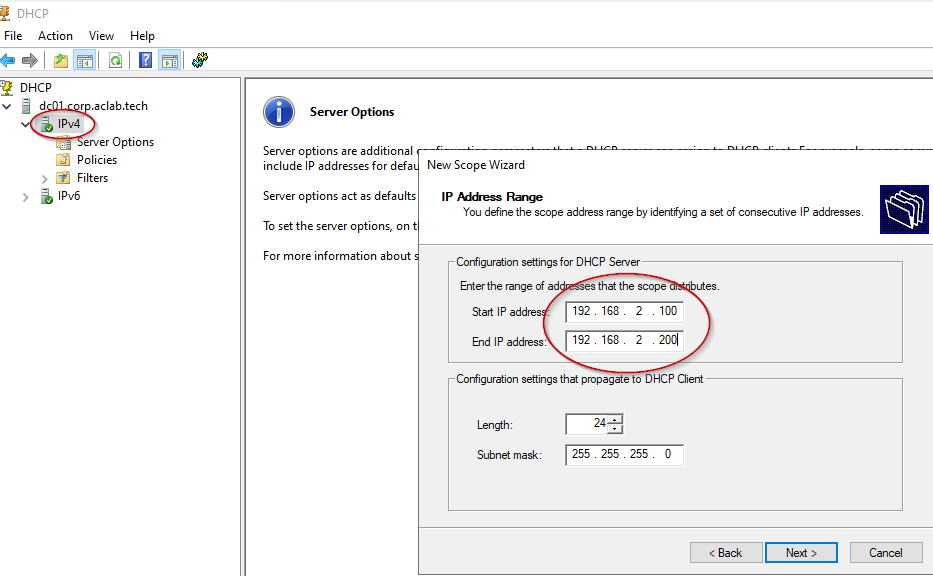 DHCP
File Action View Help
DHCP
dc01.corp.aclab.tech
IPv4
Server Options
Policies
Filters
IPv6
Server Options
Server options are additional
include IP addresses for defau
Server options act as defaults
To set the server options, on th
For more information about s
New Scope Wizard
IP Address Range
You define the scope address range by identifying a set of consecutive IP addresses.
Configuration settings for DHCP Server
Enter the range of addresses that the scope distributes.
Start IP address: 192 . 168 . 2 . 100
End IP address: 192 . 168 . 2 . 200
Configuration settings that propagate to DHCP Client
Length: 24
Subnet mask: 255 . 255 . 255 . 0
< Back Next > Cancel